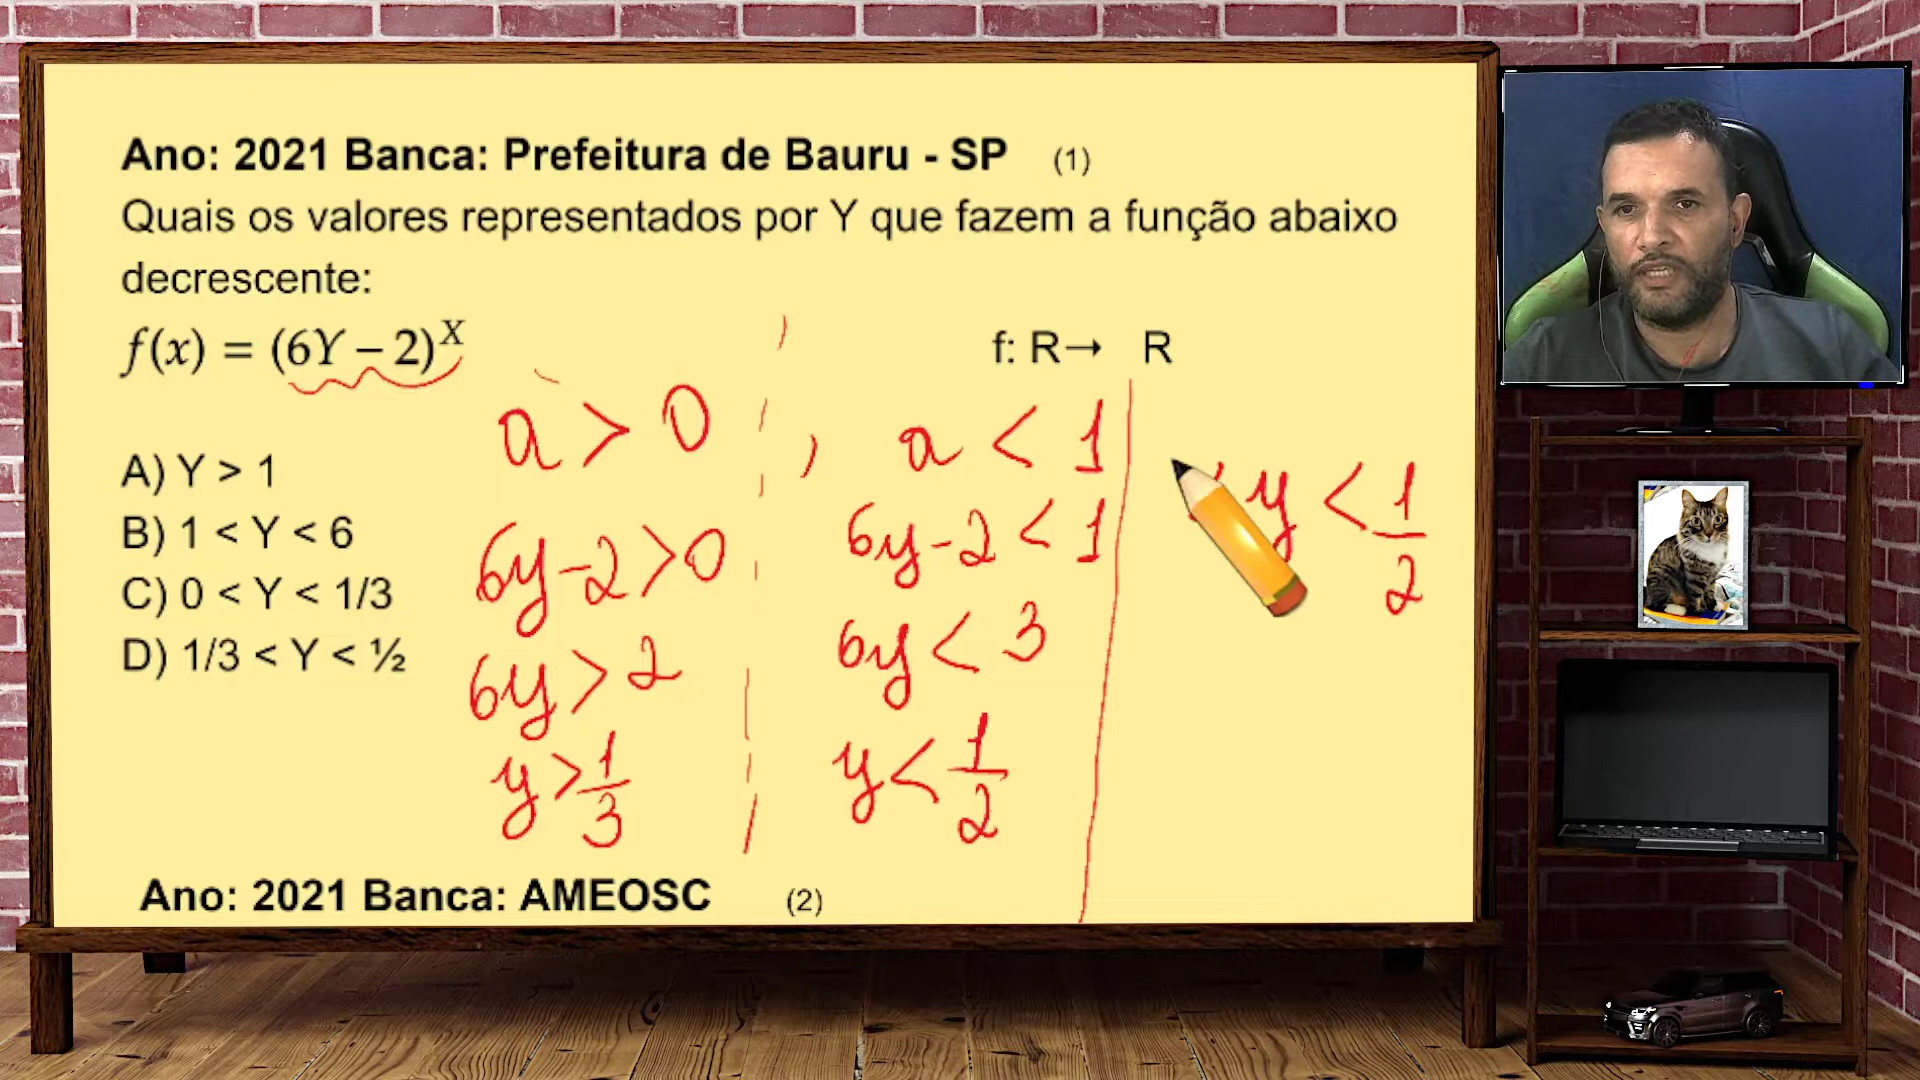 Ano: 2021 Banca: Prefeitura de Bauru - SP (1)
Quais os valores representados por Y que fazem a função abaixo
decrescente:
f(x) = (6Y – 2)^X
f: R→ R
A) Y > 1
B) 1 < Y < 6
C) 0 < Y < 1/3
D) 1/3 < Y < ½
a > 0 , a < 1
6y-2>0 6y-2<1
6y>2 6y<3
y>1/3 y<1/2
y<1/2
Ano: 2021 Banca: AMEOSC (2)